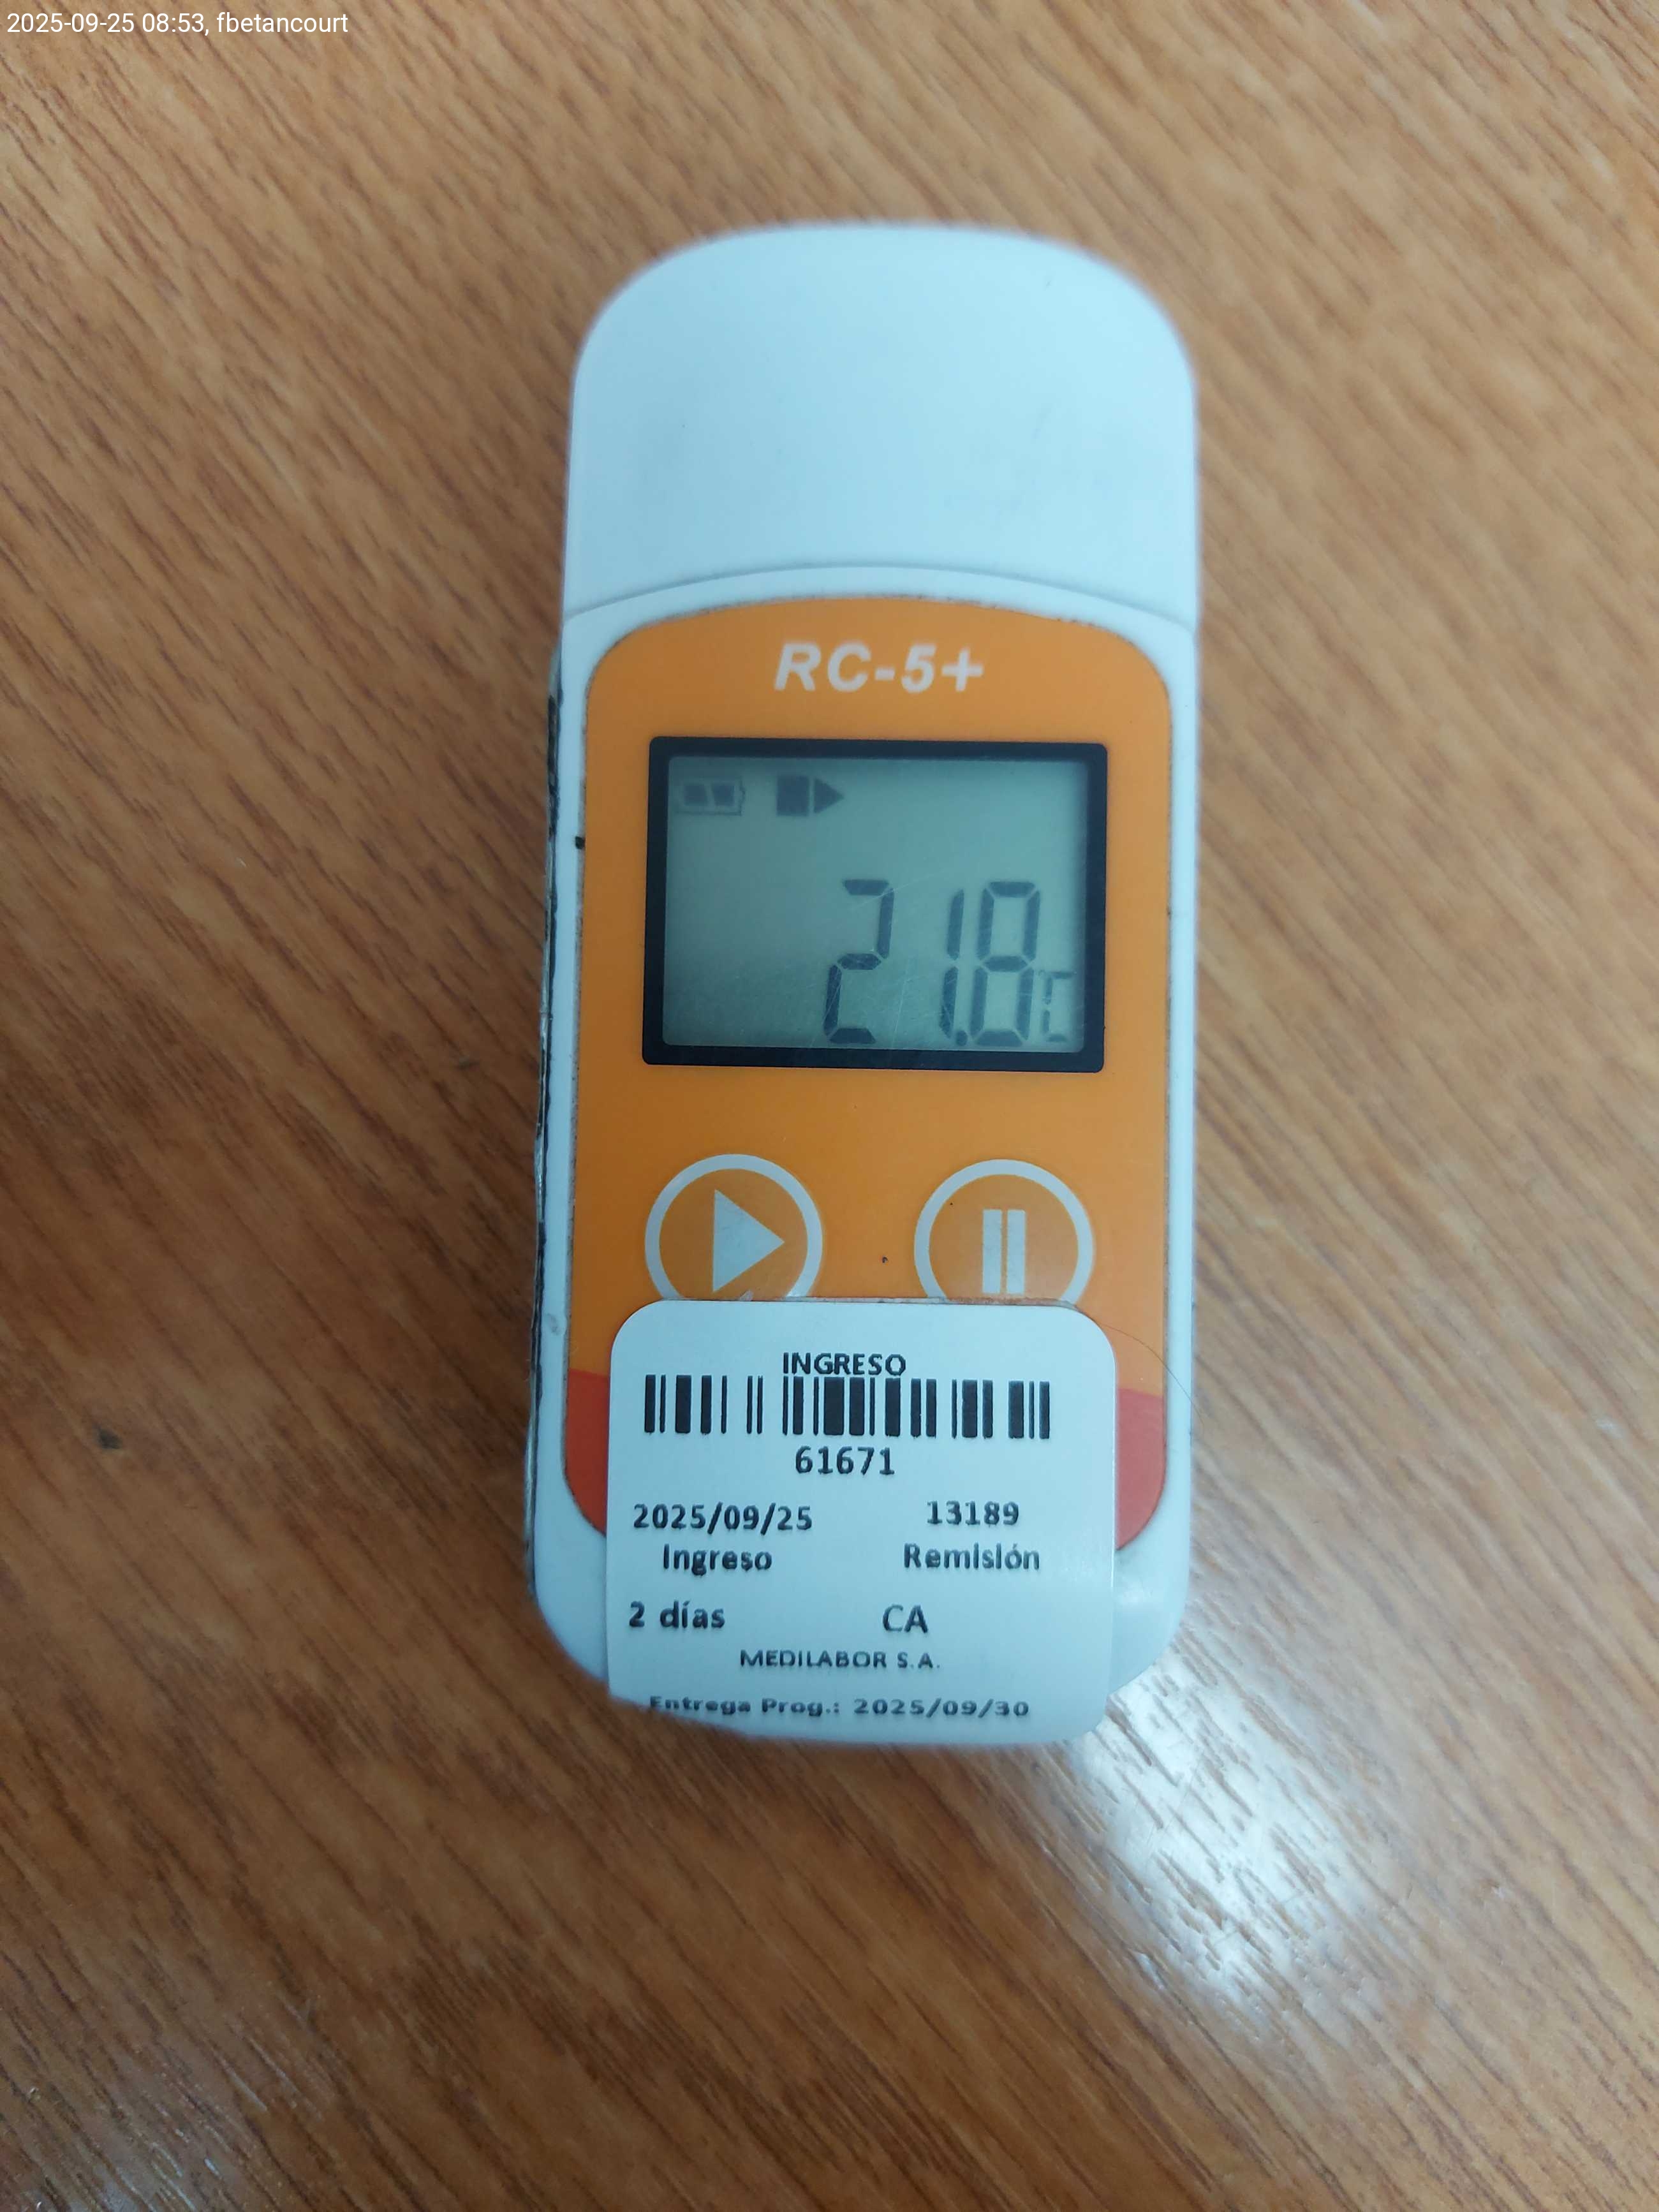 2025-09-25 08:53, fbetancourt
RC-5+
21.8°C
INGRESO
61671
2025/09/25 13189
Ingreso Remisión
2 días CA
MEDILABOR S.A.
Entrega Prog.: 2025/09/30